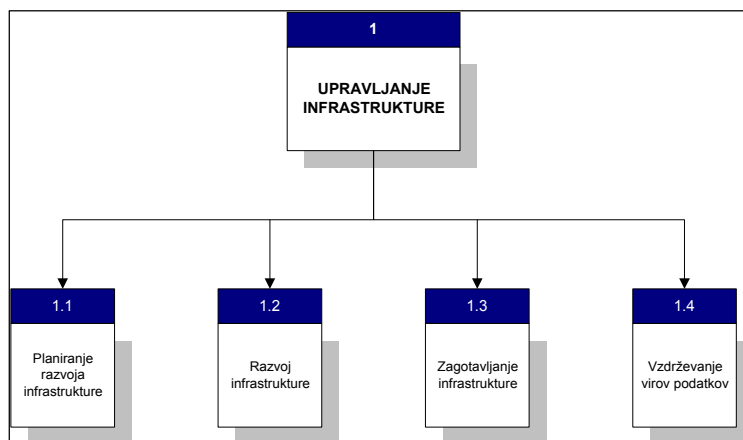 1
UPRAVLJANJE
INFRASTRUKTURE
1.1
Planiranje
razvoja
infrastrukture
1.2
Razvoj
infrastrukture
1.3
Zagotavljanje
infrastrukture
1.4
Vzdrževanje
virov podatkov